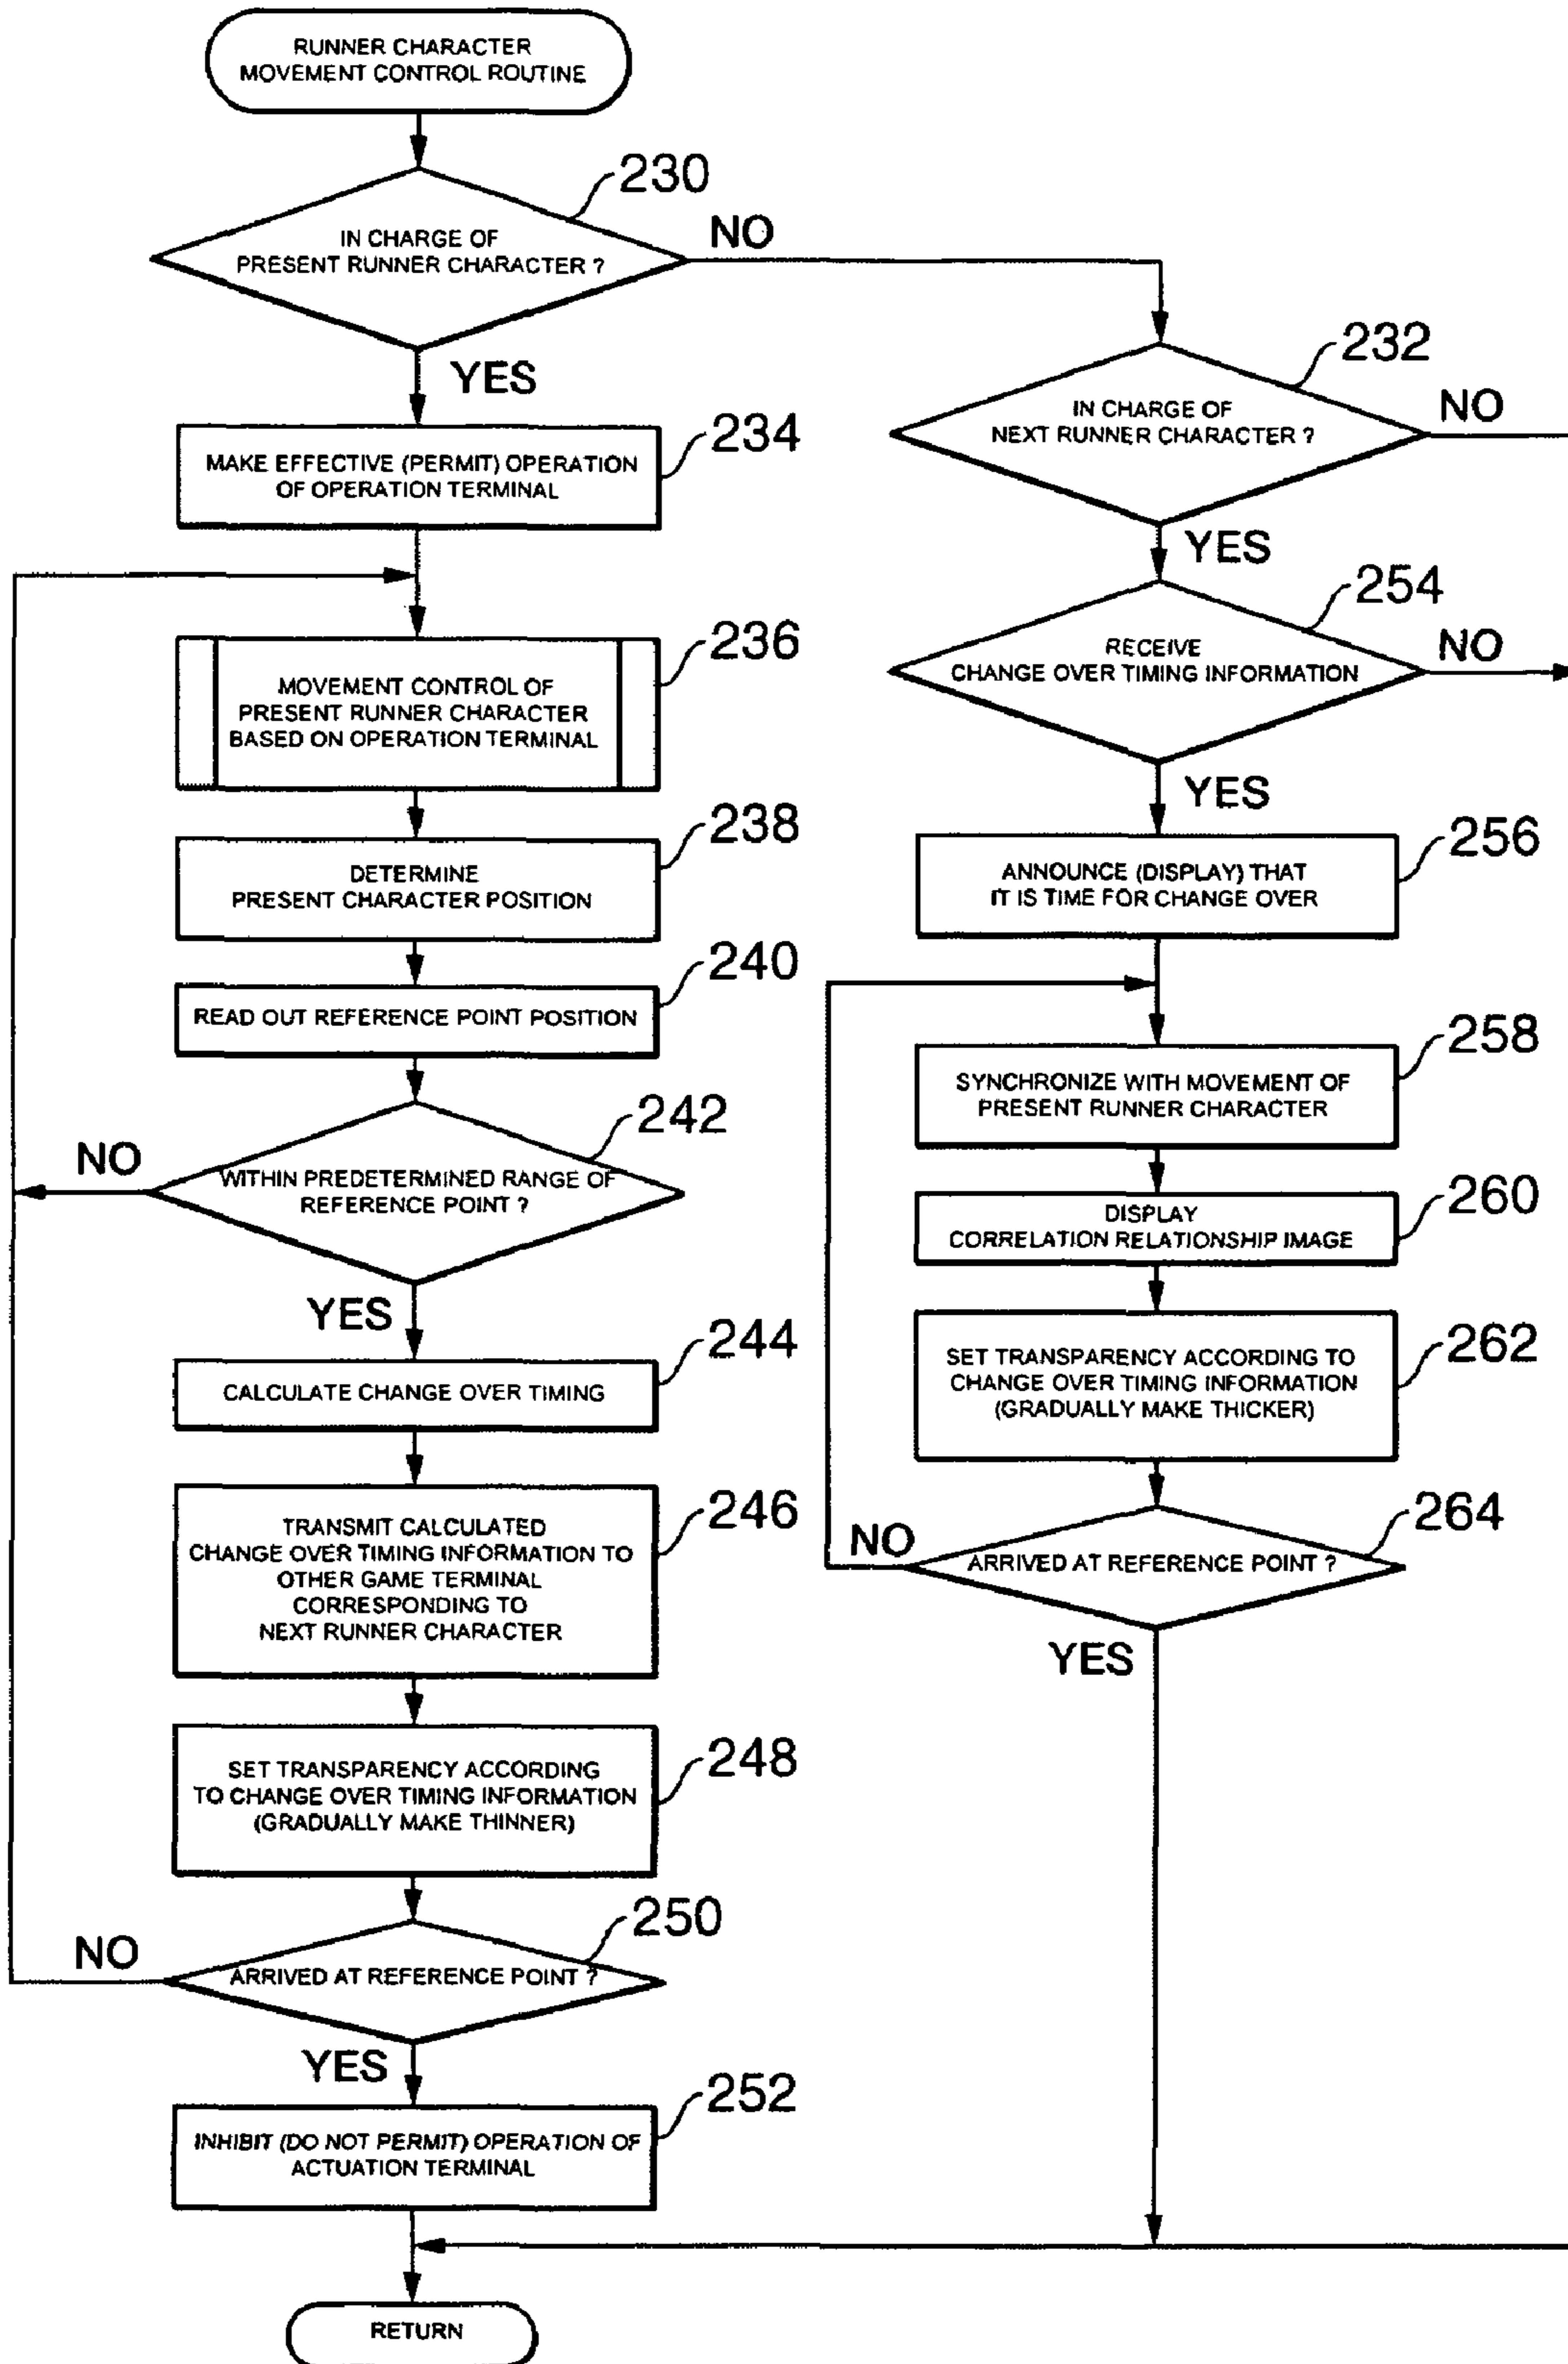 RUNNER CHARACTER
MOVEMENT CONTROL ROUTINE
230
IN CHARGE OF
PRESENT RUNNER CHARACTER ?
NO
YES
232
IN CHARGE OF
NEXT RUNNER CHARACTER ?
NO
YES
234
MAKE EFFECTIVE (PERMIT) OPERATION
OF OPERATION TERMINAL
236
MOVEMENT CONTROL OF
PRESENT RUNNER CHARACTER
BASED ON OPERATION TERMINAL
238
DETERMINE
PRESENT CHARACTER POSITION
240
READ OUT REFERENCE POINT POSITION
242
WITHIN PREDETERMINED RANGE OF
REFERENCE POINT ?
NO
YES
244
CALCULATE CHANGE OVER TIMING
246
TRANSMIT CALCULATED
CHANGE OVER TIMING INFORMATION TO
OTHER GAME TERMINAL
CORRESPONDING TO
NEXT RUNNER CHARACTER
248
SET TRANSPARENCY ACCORDING
TO CHANGE OVER TIMING INFORMATION
(GRADUALLY MAKE THINNER)
250
ARRIVED AT REFERENCE POINT ?
NO
YES
252
INHIBIT (DO NOT PERMIT) OPERATION OF
ACTUATION TERMINAL
254
RECEIVE
CHANGE OVER TIMING INFORMATION
NO
YES
256
ANNOUNCE (DISPLAY) THAT
IT IS TIME FOR CHANGE OVER
258
SYNCHRONIZE WITH MOVEMENT OF
PRESENT RUNNER CHARACTER
260
DISPLAY
CORRELATION RELATIONSHIP IMAGE
262
SET TRANSPARENCY ACCORDING TO
CHANGE OVER TIMING INFORMATION
(GRADUALLY MAKE THICKER)
264
ARRIVED AT REFERENCE POINT ?
NO
YES
RETURN